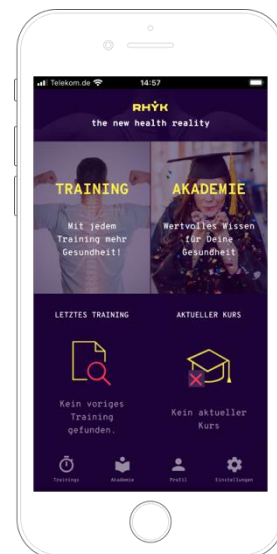 Telekom.de 14:57
RHŸK
the new health reality
TRAINING
Mit jedem
Training mehr
Gesundheit!
AKADEMIE
Wertvolles Wissen
für Deine
Gesundheit
LETZTES TRAINING
AKTUELLER KURS
Kein voriges
Training
gefunden.
Kein aktueller
Kurs
Trainings Akademie Profil Einstellungen